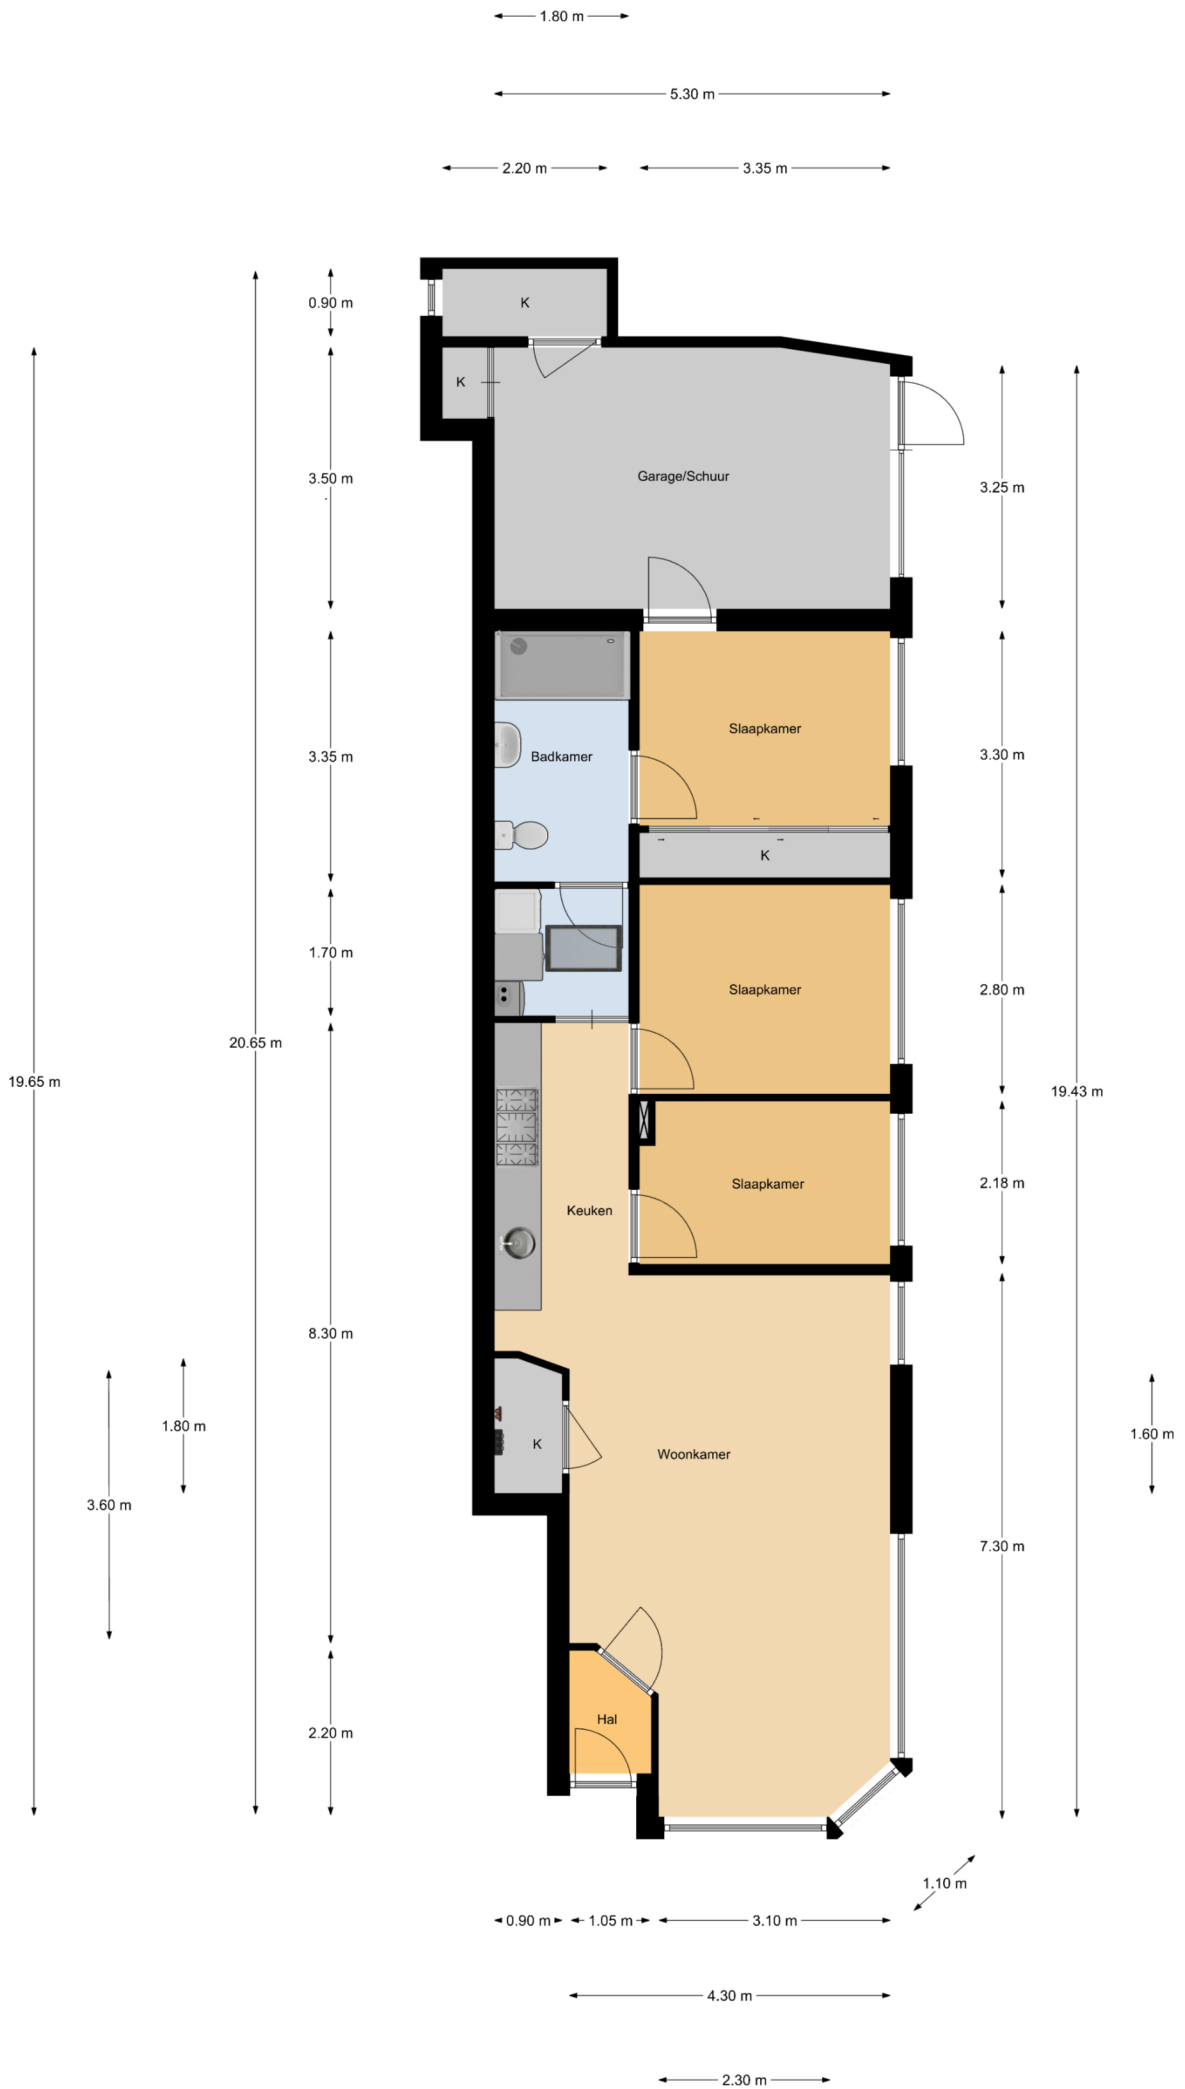 1.80 m
5.30 m
2.20 m
3.35 m
0.90 m
K
K
Garage/Schuur
3.50 m
3.25 m
Slaapkamer
Badkamer
3.35 m
3.30 m
K
1.70 m
Slaapkamer
2.80 m
20.65 m
19.65 m
19.43 m
Slaapkamer
2.18 m
Keuken
8.30 m
1.80 m
1.60 m
K
Woonkamer
3.60 m
7.30 m
Hal
2.20 m
1.10 m
0.90 m
1.05 m
3.10 m
4.30 m
2.30 m